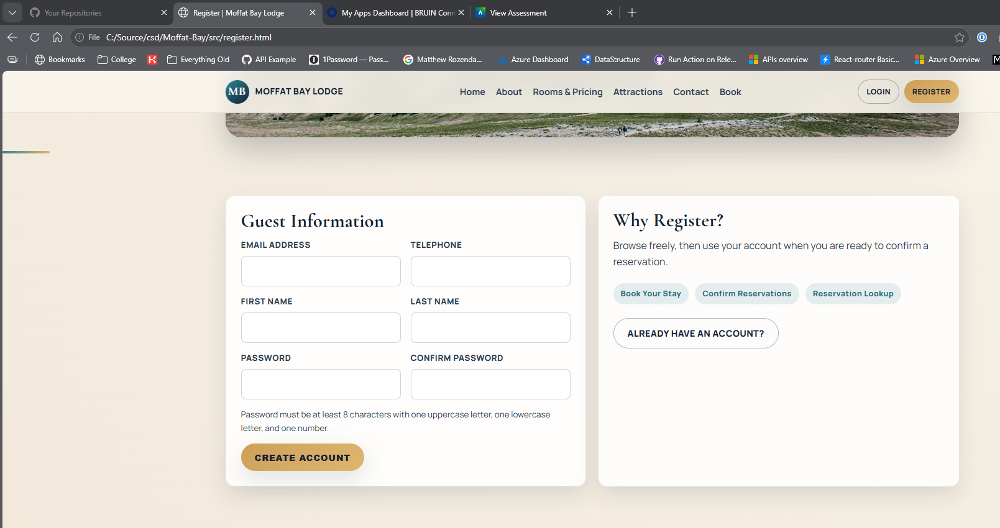 Your Repositories
Register | Moffat Bay Lodge
My Apps Dashboard | BRUIN Conn
View Assessment
File C:/Source/csd/Moffat-Bay/src/register.html
Bookmarks
College
Everything Old
API Example
1Password — Pass...
Matthew Rozenda...
Azure Dashboard
DataStructure
Run Action on Rele...
APIs overview
React-router Basic...
Azure Overview
M
MB MOFFAT BAY LODGE
Home
About
Rooms & Pricing
Attractions
Contact
Book
LOGIN
REGISTER
Guest Information
EMAIL ADDRESS
TELEPHONE
FIRST NAME
LAST NAME
PASSWORD
CONFIRM PASSWORD
Password must be at least 8 characters with one uppercase letter, one lowercase
letter, and one number.
CREATE ACCOUNT
Why Register?
Browse freely, then use your account when you are ready to confirm a
reservation.
Book Your Stay
Confirm Reservations
Reservation Lookup
ALREADY HAVE AN ACCOUNT?